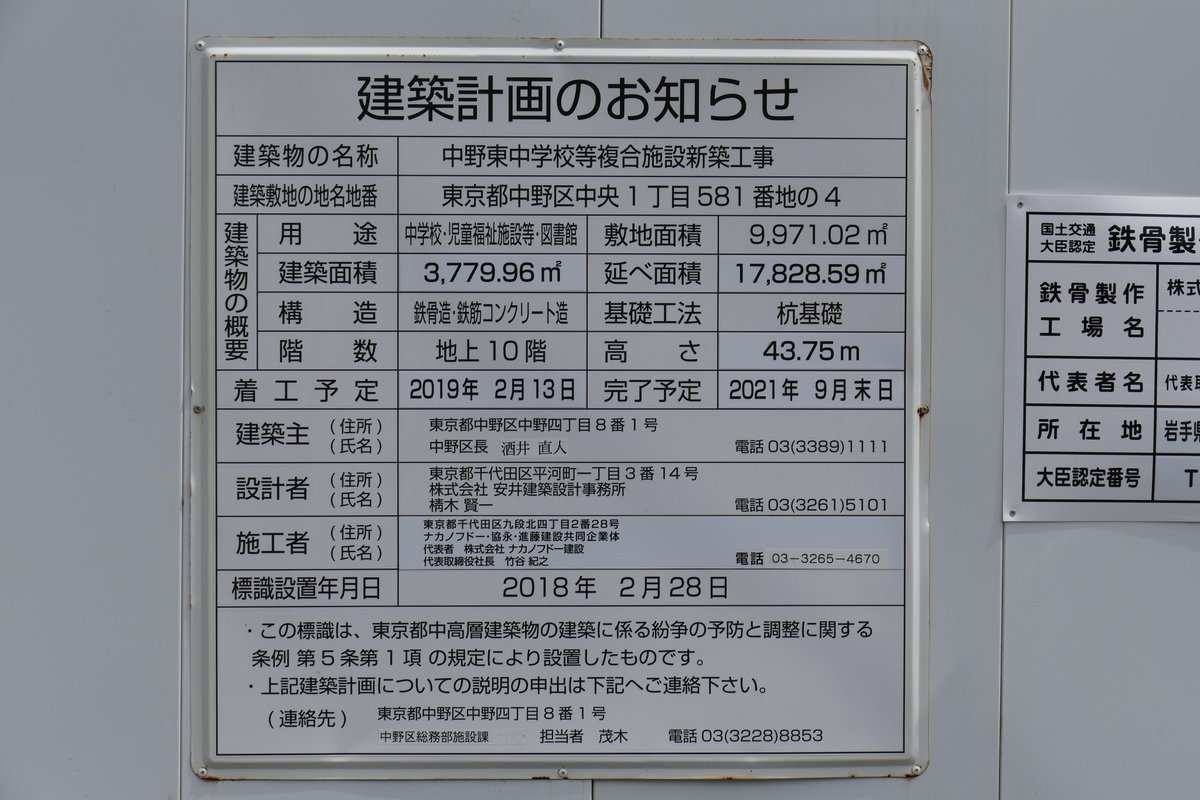 建築計画のお知らせ
建築物の名称 中野東中学校等複合施設新築工事
建築敷地の地名地番 東京都中野区中央1丁目581番地の4
建築物の概要
用途 中学校・児童福祉施設等・図書館 敷地面積 9,971.02㎡
建築面積 3,779.96㎡ 延べ面積 17,828.59㎡
構造 鉄骨造・鉄筋コンクリート造 基礎工法 杭基礎
階数 地上10階 高さ 43.75m
着工予定 2019年 2月13日 完了予定 2021年 9月末日
建築主 (住所) 東京都中野区中野四丁目8番1号
(氏名) 中野区長 酒井 直人 電話 03(3389)1111
設計者 (住所) 東京都千代田区平河町一丁目3番14号
(氏名) 株式会社 安井建築設計事務所
楠木 賢一 電話 03(3261)5101
施工者 (住所) 東京都千代田区九段北四丁目2番28号
(氏名) ナカノフドー・協永・進藤建設共同企業体
代表者 株式会社 ナカノフドー建設
代表取締役社長 竹谷 紀之 電話 03-3265-4670
標識設置年月日 2018年 2月28日
・この標識は、東京都中高層建築物の建築に係る紛争の予防と調整に関する
条例 第5条第1項 の規定により設置したものです。
・上記建築計画についての説明の申出は下記へご連絡下さい。
(連絡先) 東京都中野区中野四丁目8番1号
中野区総務部施設課 担当者 茂木 電話 03(3228)8853
国土交通大臣認定 鉄骨製
鉄骨製作工場名 株式
代表者名 代表取
所在地 岩手県
大臣認定番号 T